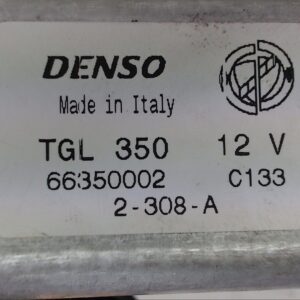 DENSO
Made in Italy
TGL 350 12 V
66350002 C133
2-308-A